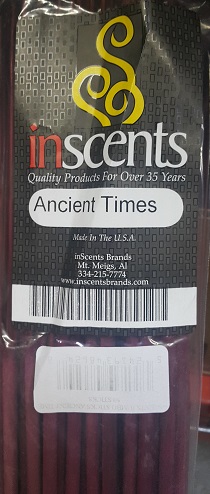 inscents
Quality Products For Over 35 Years
Ancient Times
Made In The U.S.A.
inScents Brands
Mt. Meigs, Al
334-215-7774
www.inscentsbrands.com